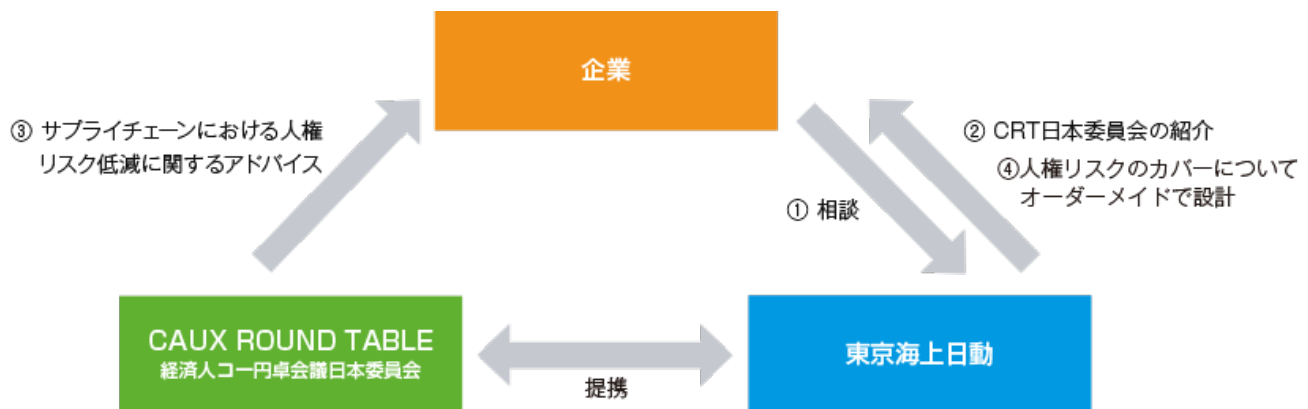 企業
③ サプライチェーンにおける人権
リスク低減に関するアドバイス
② CRT日本委員会の紹介
④人権リスクのカバーについて
オーダーメイドで設計
① 相談
CAUX ROUND TABLE
経済人コー円卓会議日本委員会
東京海上日動
提携